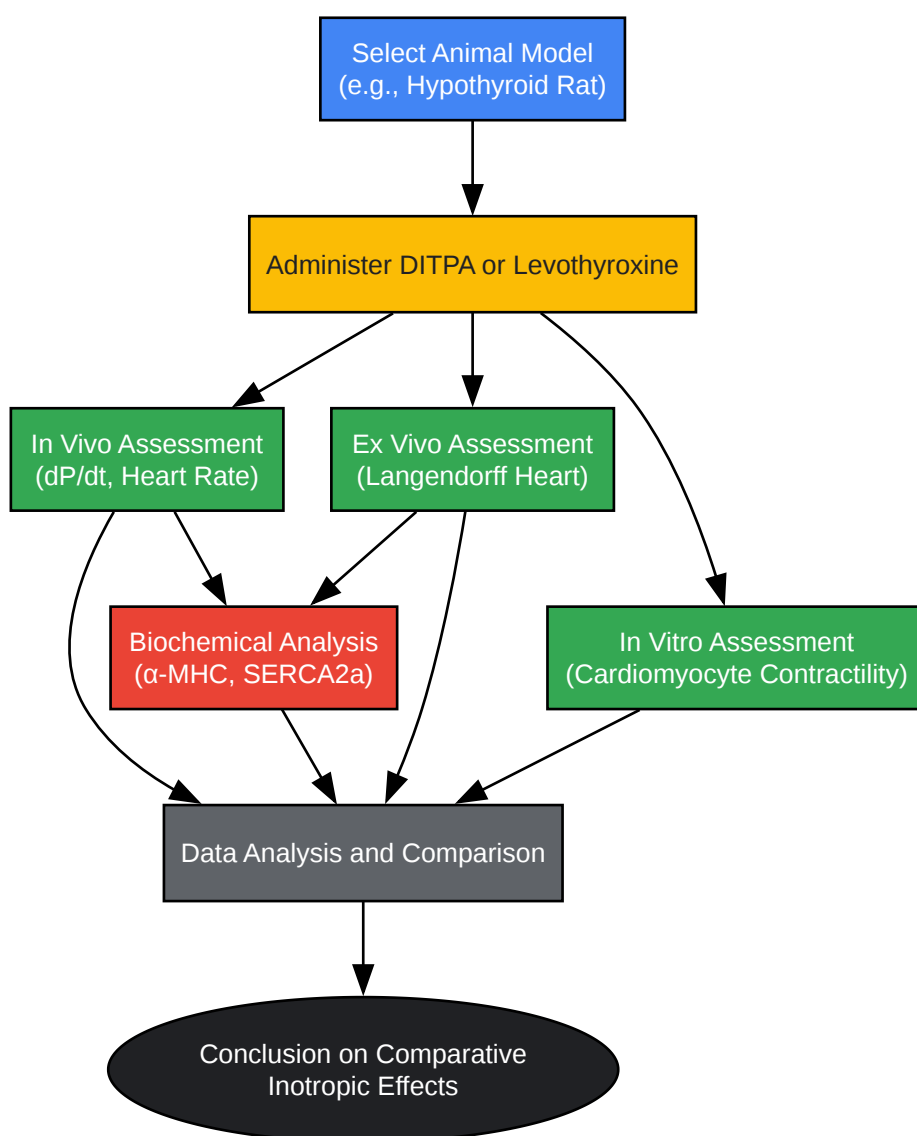 Select Animal Model
(e.g., Hypothyroid Rat)
Administer DITPA or Levothyroxine
In Vivo Assessment
(dP/dt, Heart Rate)
Ex Vivo Assessment
(Langendorff Heart)
Biochemical Analysis
(α-MHC, SERCA2a)
In Vitro Assessment
(Cardiomyocyte Contractility)
Data Analysis and Comparison
Conclusion on Comparative
Inotropic Effects